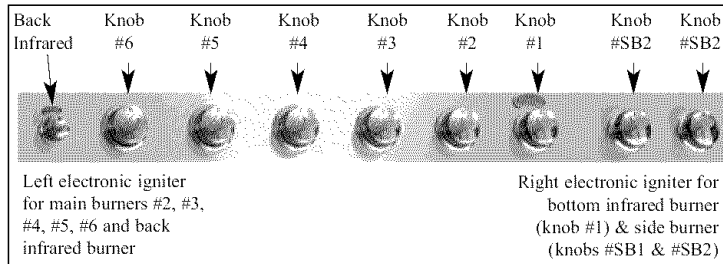 Back Infrared
Knob #6
Knob #5
Knob #4
Knob #3
Knob #2
Knob #1
Knob #SB2
Knob #SB2
Left electronic igniter
for main burners #2, #3,
#4, #5, #6 and back
infrared burner
Right electronic igniter for
bottom infrared burner
(knob #1) & side burner
(knobs #SB1 & #SB2)